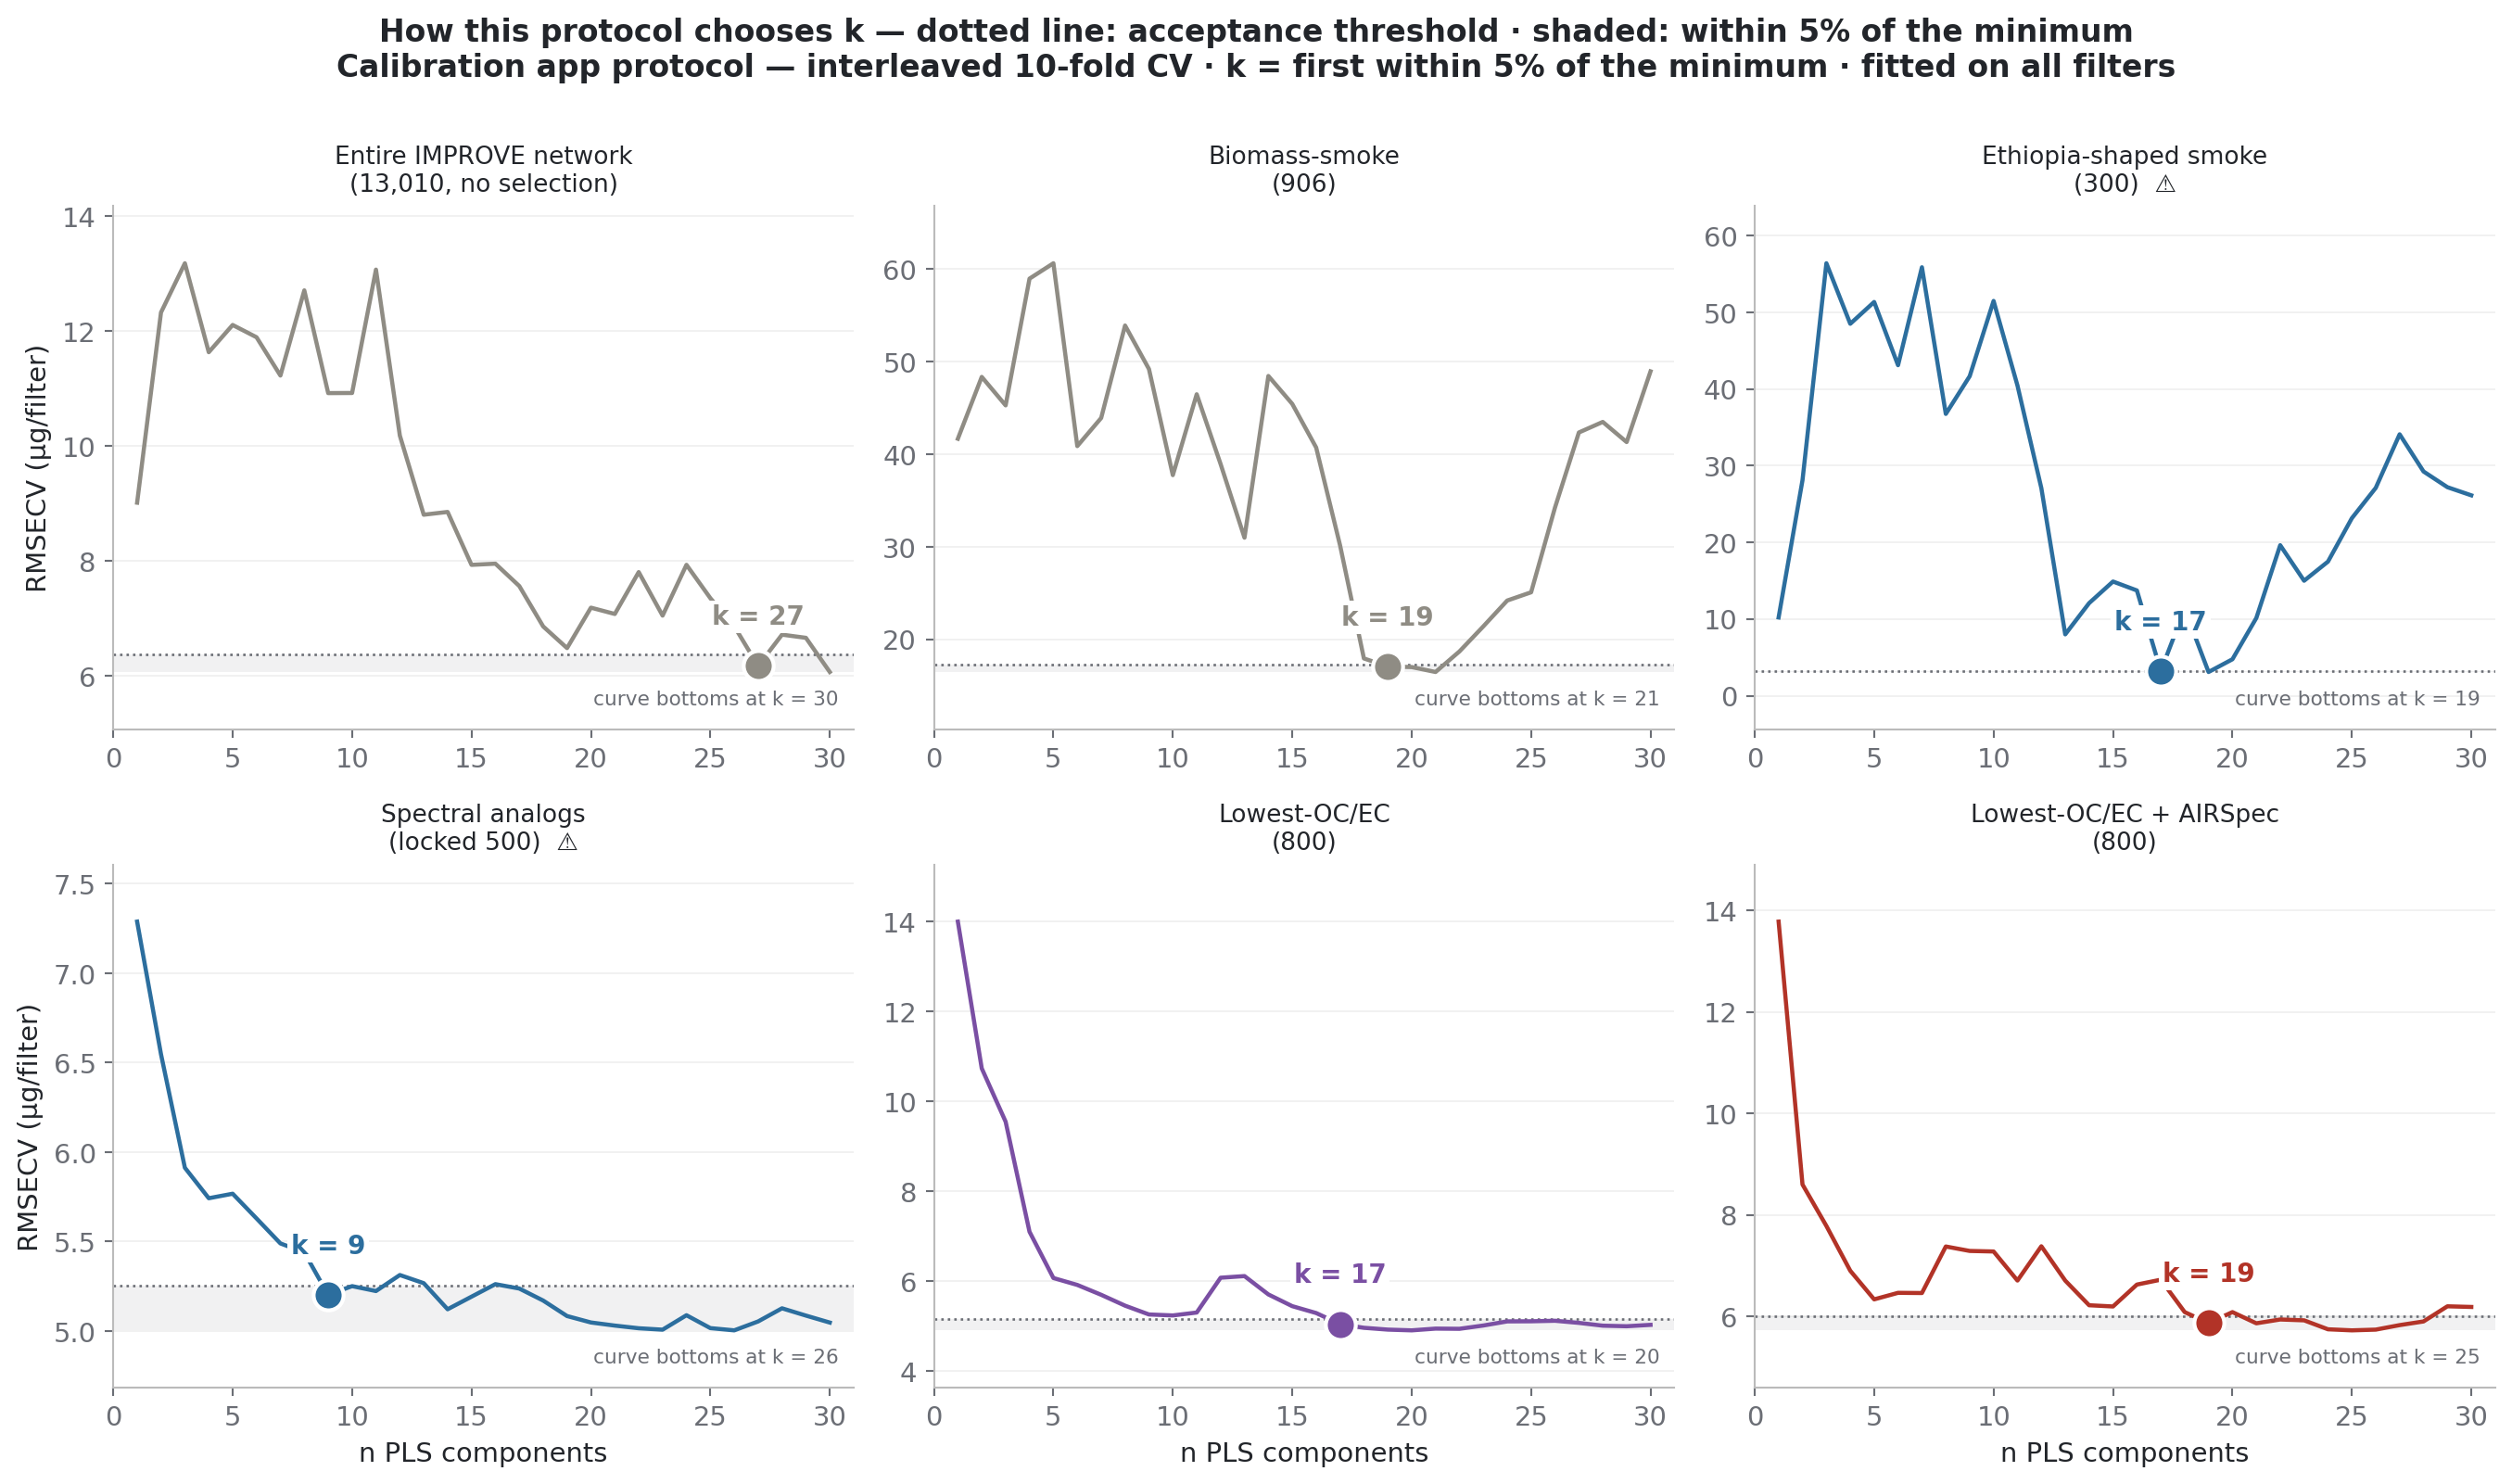 How this protocol chooses k — dotted line: acceptance threshold · shaded: within 5% of the minimum
Calibration app protocol — interleaved 10-fold CV · k = first within 5% of the minimum · fitted on all filters
Entire IMPROVE network
(13,010, no selection)
14
12
10
8
6
RMSECV (µg/filter)
k = 27
curve bottoms at k = 30
0 5 10 15 20 25 30
Biomass-smoke
(906)
60
50
40
30
20
k = 19
curve bottoms at k = 21
0 5 10 15 20 25 30
Ethiopia-shaped smoke
(300) ⚠
60
50
40
30
20
10
0
k = 17
curve bottoms at k = 19
0 5 10 15 20 25 30
Spectral analogs
(locked 500) ⚠
7.5
7.0
6.5
6.0
5.5
5.0
RMSECV (µg/filter)
k = 9
curve bottoms at k = 26
0 5 10 15 20 25 30
n PLS components
Lowest-OC/EC
(800)
14
12
10
8
6
4
k = 17
curve bottoms at k = 20
0 5 10 15 20 25 30
n PLS components
Lowest-OC/EC + AIRSpec
(800)
14
12
10
8
6
k = 19
curve bottoms at k = 25
0 5 10 15 20 25 30
n PLS components